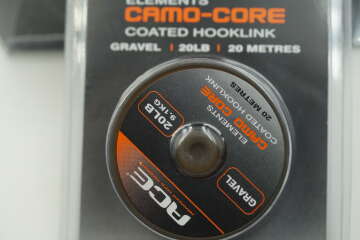 ELEMENTS
CAMO-CORE
COATED HOOKLINK
GRAVEL | 20LB | 20 METRES
20 METRES
COATED HOOKLINK
CAMO CORE
ELEMENTS
20LB
9.1KG
GRAVEL
ACE